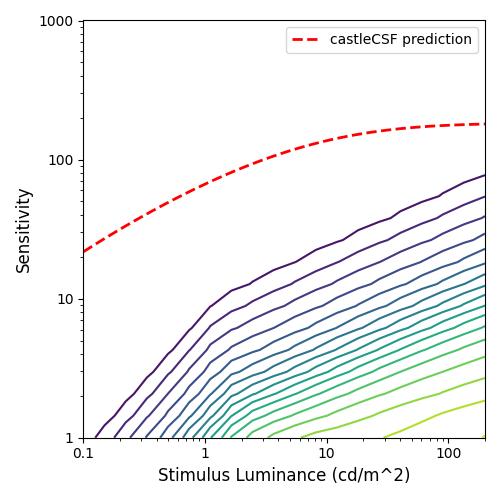 1000
castleCSF prediction
100
Sensitivity
10
1
0.1 1 10 100
Stimulus Luminance (cd/m^2)